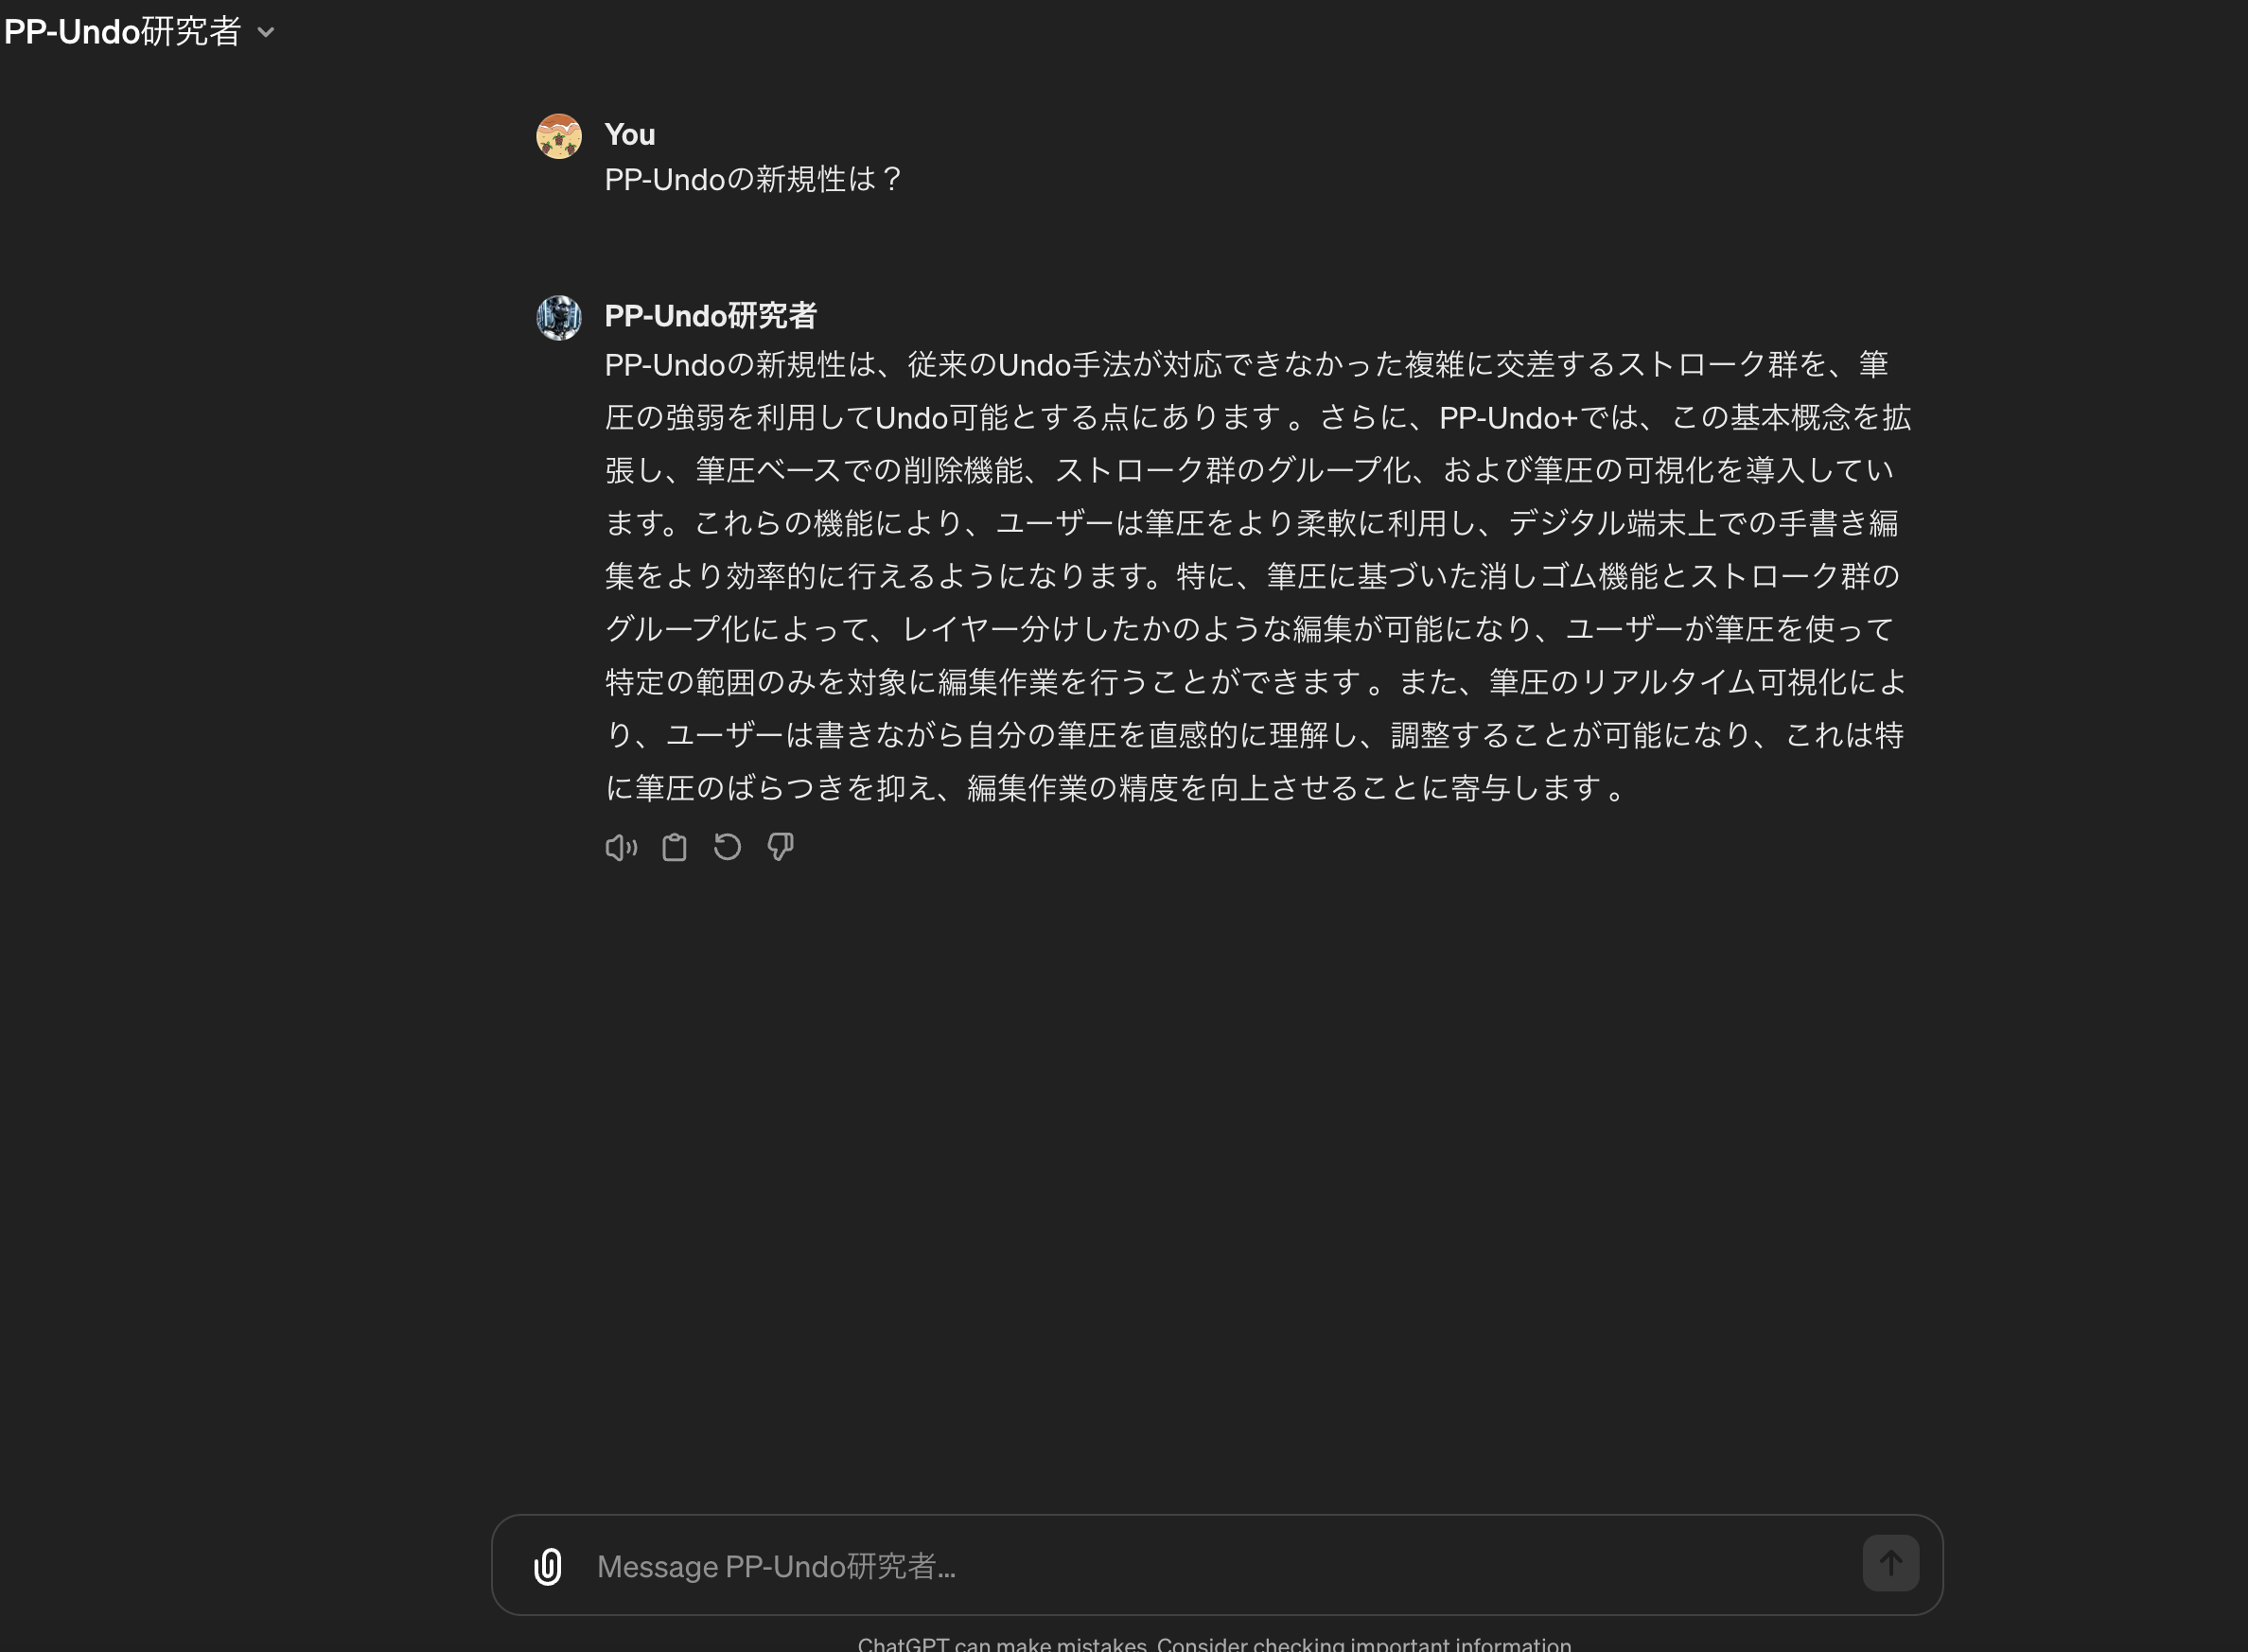 PP-Undo研究者
You
PP-Undoの新規性は？
PP-Undo研究者
PP-Undoの新規性は、従来のUndo手法が対応できなかった複雑に交差するストローク群を、筆
圧の強弱を利用してUndo可能とする点にあります 。さらに、PP-Undo+では、この基本概念を拡
張し、筆圧ベースでの削除機能、ストローク群のグループ化、および筆圧の可視化を導入してい
ます。これらの機能により、ユーザーは筆圧をより柔軟に利用し、デジタル端末上での手書き編
集をより効率的に行えるようになります。特に、筆圧に基づいた消しゴム機能とストローク群の
グループ化によって、レイヤー分けしたかのような編集が可能になり、ユーザーが筆圧を使って
特定の範囲のみを対象に編集作業を行うことができます 。また、筆圧のリアルタイム可視化によ
り、ユーザーは書きながら自分の筆圧を直感的に理解し、調整することが可能になり、これは特
に筆圧のばらつきを抑え、編集作業の精度を向上させることに寄与します 。
Message PP-Undo研究者…
ChatGPT can make mistakes. Consider checking important information